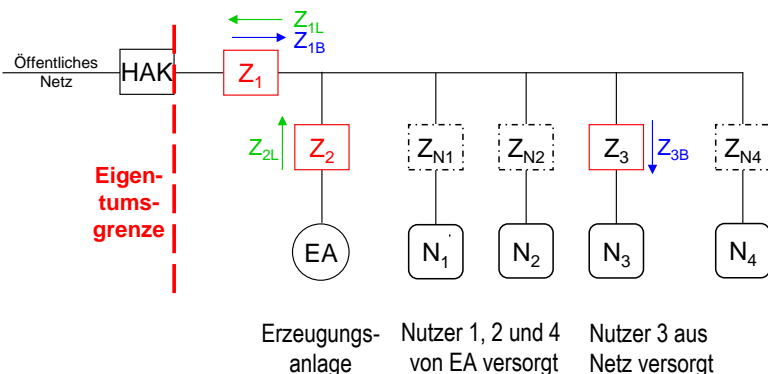 Z1L
Z1B
Öffentliches
Netz
HAK
Z1
Z2L
Z2
ZN1
ZN2
Z3
Z3B
ZN4
Eigen-
tums-
grenze
EA
N1
N2
N3
N4
Erzeugungs-
anlage
Nutzer 1, 2 und 4
von EA versorgt
Nutzer 3 aus
Netz versorgt